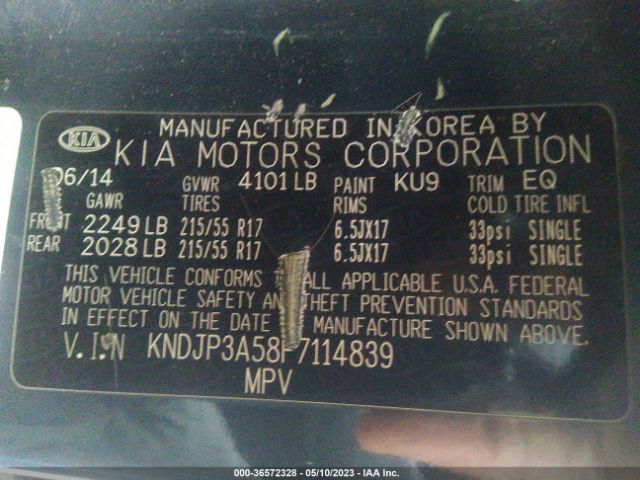 KIA
MANUFACTURED IN KOREA BY
KIA MOTORS CORPORATION
06/14 GVWR 4101 LB PAINT KU9 TRIM EQ
GAWR TIRES RIMS COLD TIRE INFL
FRONT 2249 LB 215/55 R17 6.5JX17 33psi SINGLE
REAR 2028 LB 215/55 R17 6.5JX17 33psi SINGLE
THIS VEHICLE CONFORMS TO ALL APPLICABLE U.S.A. FEDERAL
MOTOR VEHICLE SAFETY AND THEFT PREVENTION STANDARDS
IN EFFECT ON THE DATE OF MANUFACTURE SHOWN ABOVE.
V.I.N KNDJP3A58F7114839
MPV
000-36572328 - 05/10/2023 - IAA Inc.